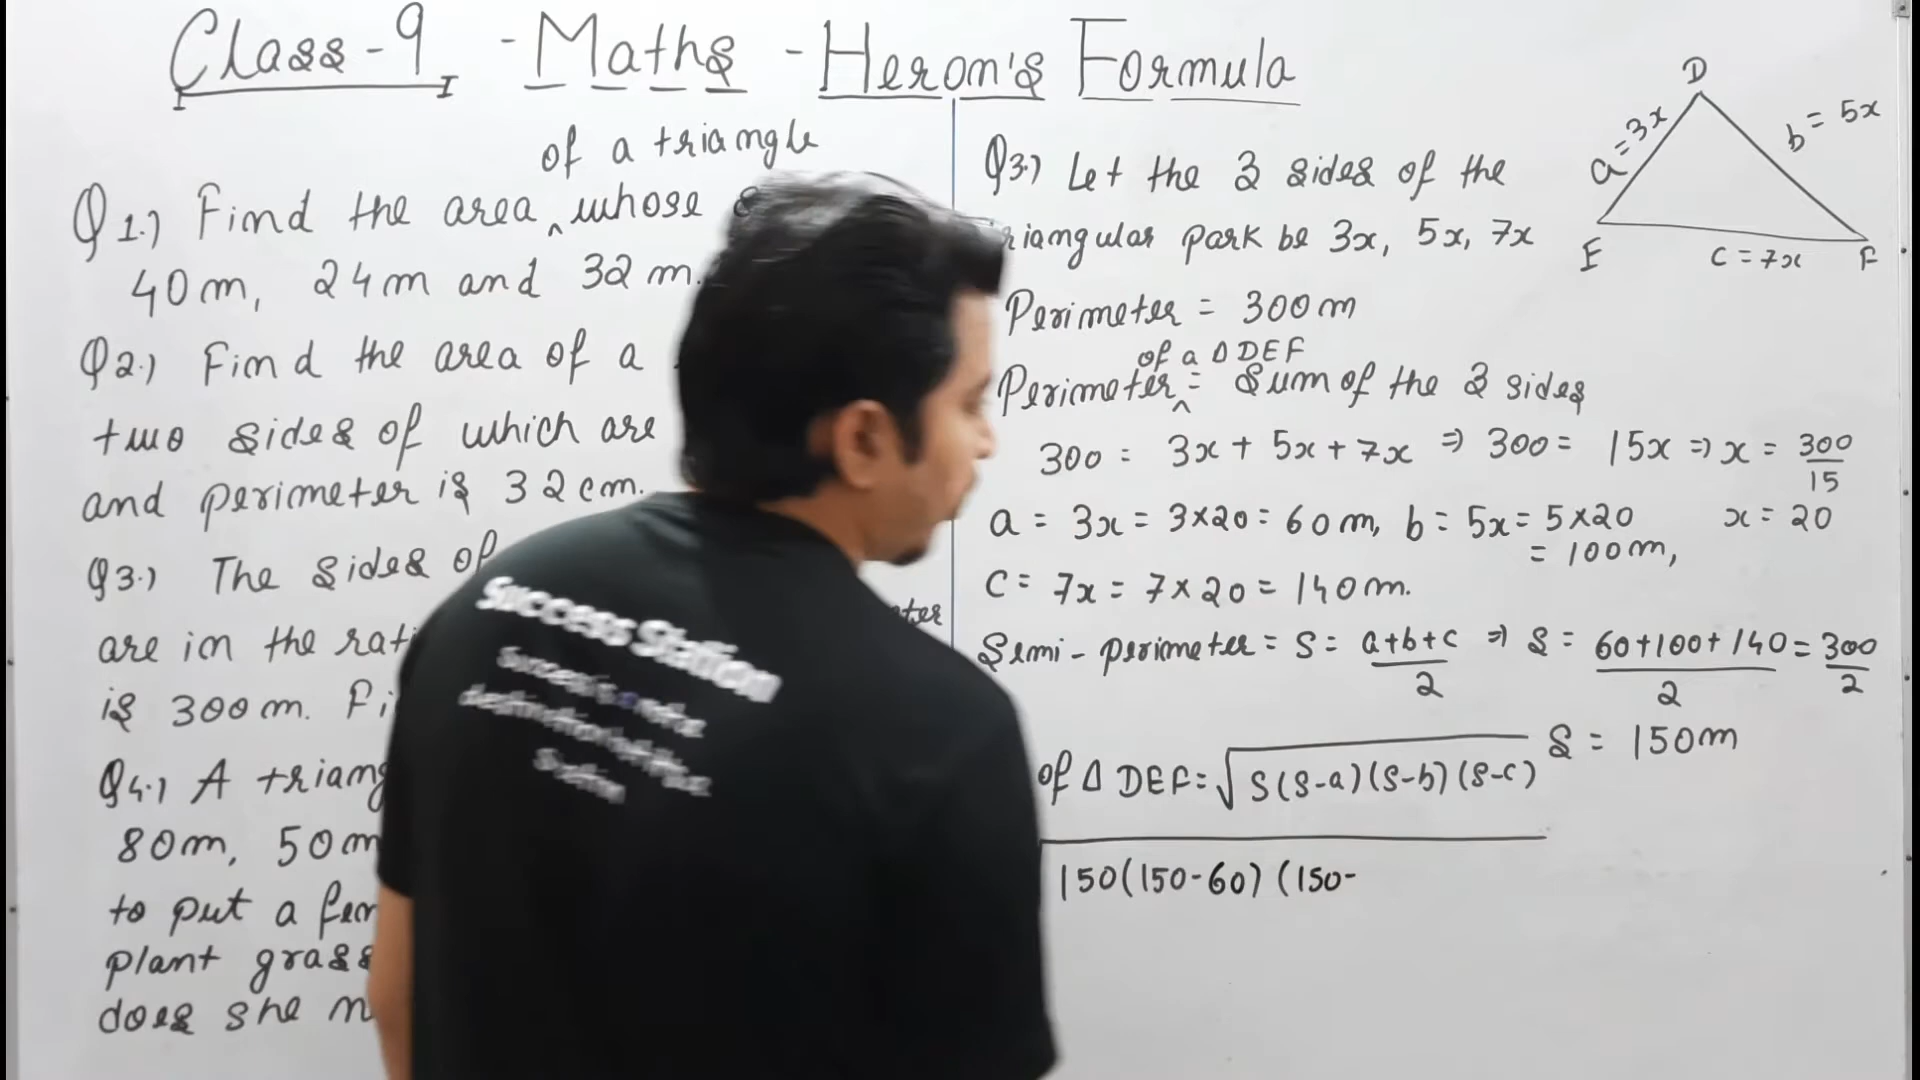 Class-9 - Maths - Heron's Formula
of a triangle
Q1.) Find the area ^ whose
40m, 24m and 32m.
Q2.) Find the area of a
two sides of which are
and perimeter is 32cm.
Q3.) The sides of
are in the rati
is 300m. Fi
Q4.) A triang
80m, 50m
to put a fen
plant grass
does she n
Success Station
Q3.) Let the 3 sides of the
riangular park be 3x, 5x, 7x
Perimeter = 300m
of a Δ DEF
Perimeter ^ = Sum of the 3 sides
300 = 3x + 5x + 7x ⇒ 300 = 15x ⇒ x = 300/15
a = 3x = 3×20 = 60m, b = 5x = 5×20 x = 20
= 100m,
C = 7x = 7×20 = 140m.
Semi-perimeter = S = a+b+c/2 ⇒ S = 60+100+140/2 = 300/2
S = 150m
of Δ DEF = √S(S-a)(S-b)(S-c)
150(150-60)(150-
D
a = 3x
b = 5x
E
C = 7x
F